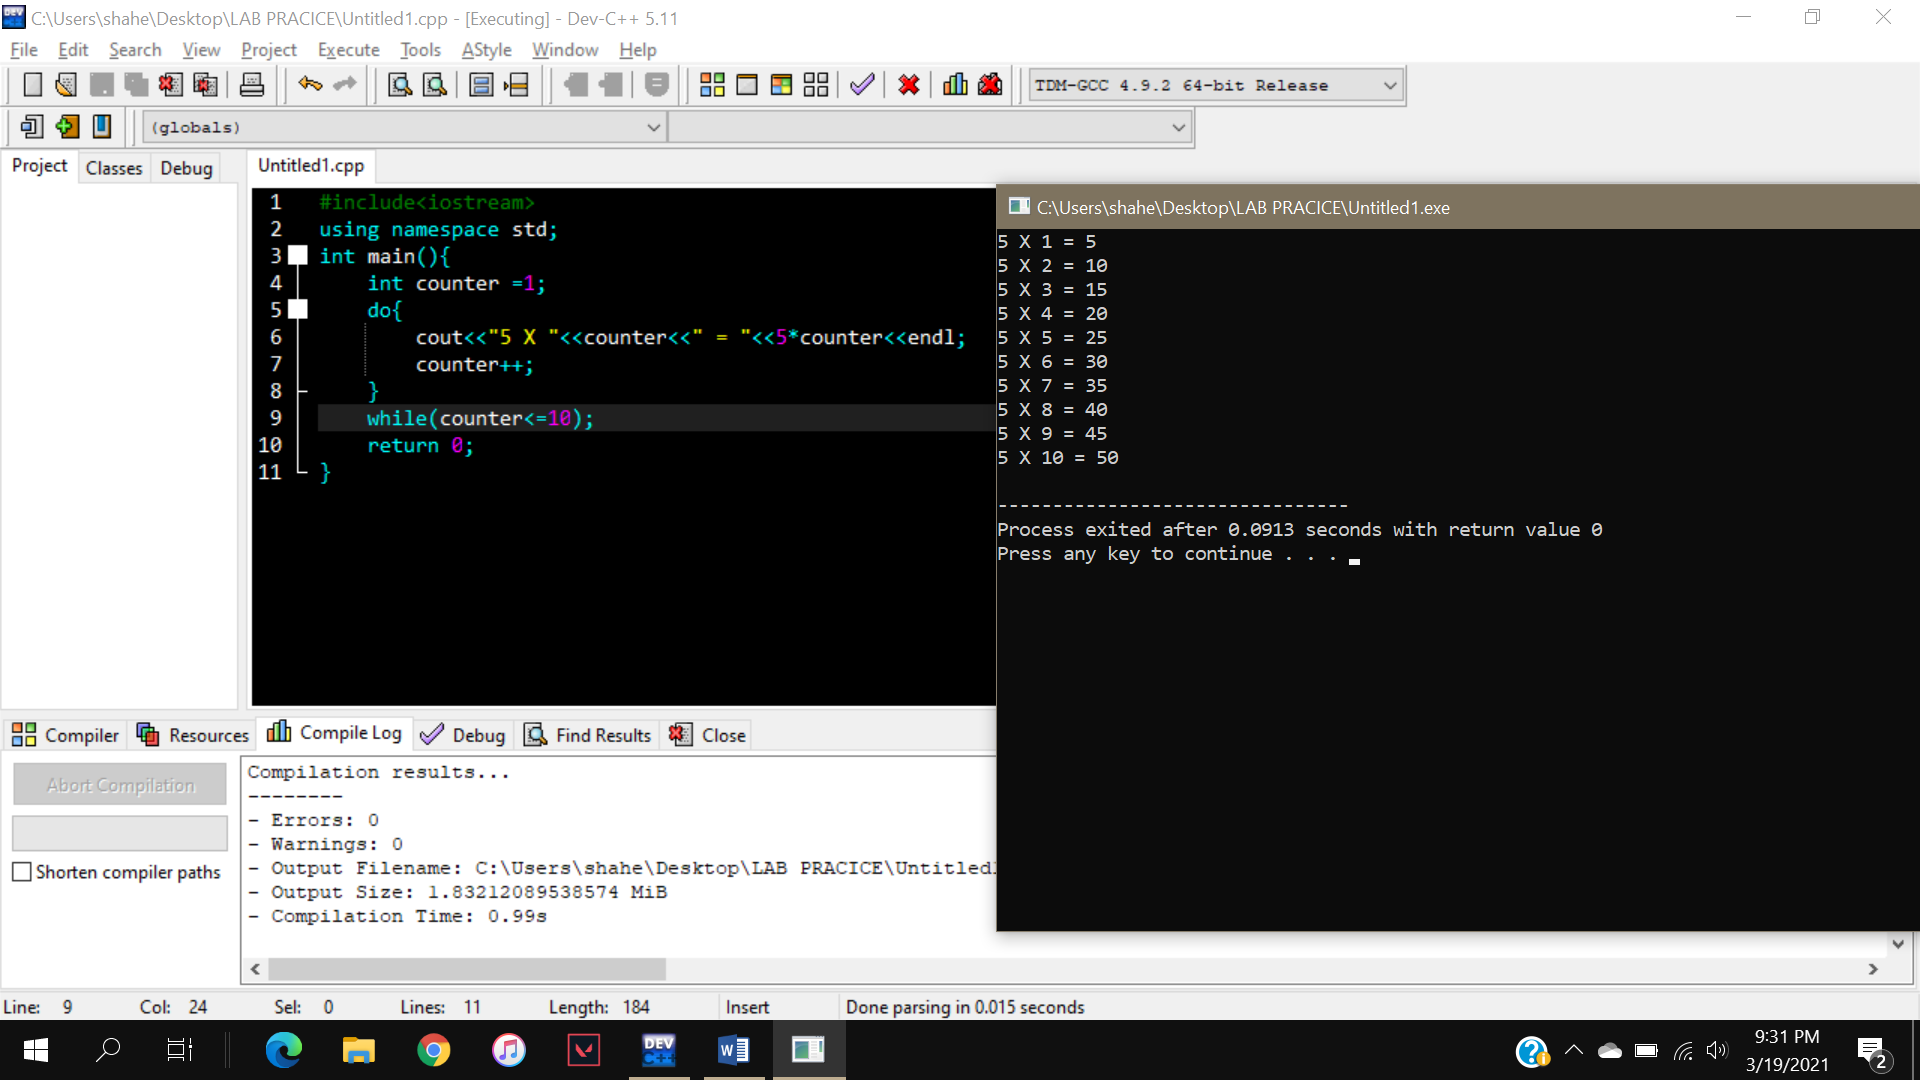 C:\Users\shahe\Desktop\LAB PRACICE\Untitled1.cpp - [Executing] - Dev-C++ 5.11
File Edit Search View Project Execute Tools AStyle Window Help
TDM-GCC 4.9.2 64-bit Release
(globals)
Project Classes Debug Untitled1.cpp
1 #include<iostream>
2 using namespace std;
3 int main(){
4 int counter =1;
5 do{
6 cout<<"5 X "<<counter<<" = "<<5*counter<<endl;
7 counter++;
8 }
9 while(counter<=10);
10 return 0;
11 }
C:\Users\shahe\Desktop\LAB PRACICE\Untitled1.exe
5 X 1 = 5
5 X 2 = 10
5 X 3 = 15
5 X 4 = 20
5 X 5 = 25
5 X 6 = 30
5 X 7 = 35
5 X 8 = 40
5 X 9 = 45
5 X 10 = 50
--------------------------------
Process exited after 0.0913 seconds with return value 0
Press any key to continue . . .
Compiler Resources Compile Log Debug Find Results Close
Abort Compilation
Shorten compiler paths
Compilation results...
--------
- Errors: 0
- Warnings: 0
- Output Filename: C:\Users\shahe\Desktop\LAB PRACICE\Untitled
- Output Size: 1.83212089538574 MiB
- Compilation Time: 0.99s
Line: 9 Col: 24 Sel: 0 Lines: 11 Length: 184 Insert Done parsing in 0.015 seconds
DEV C++
9:31 PM
3/19/2021
2